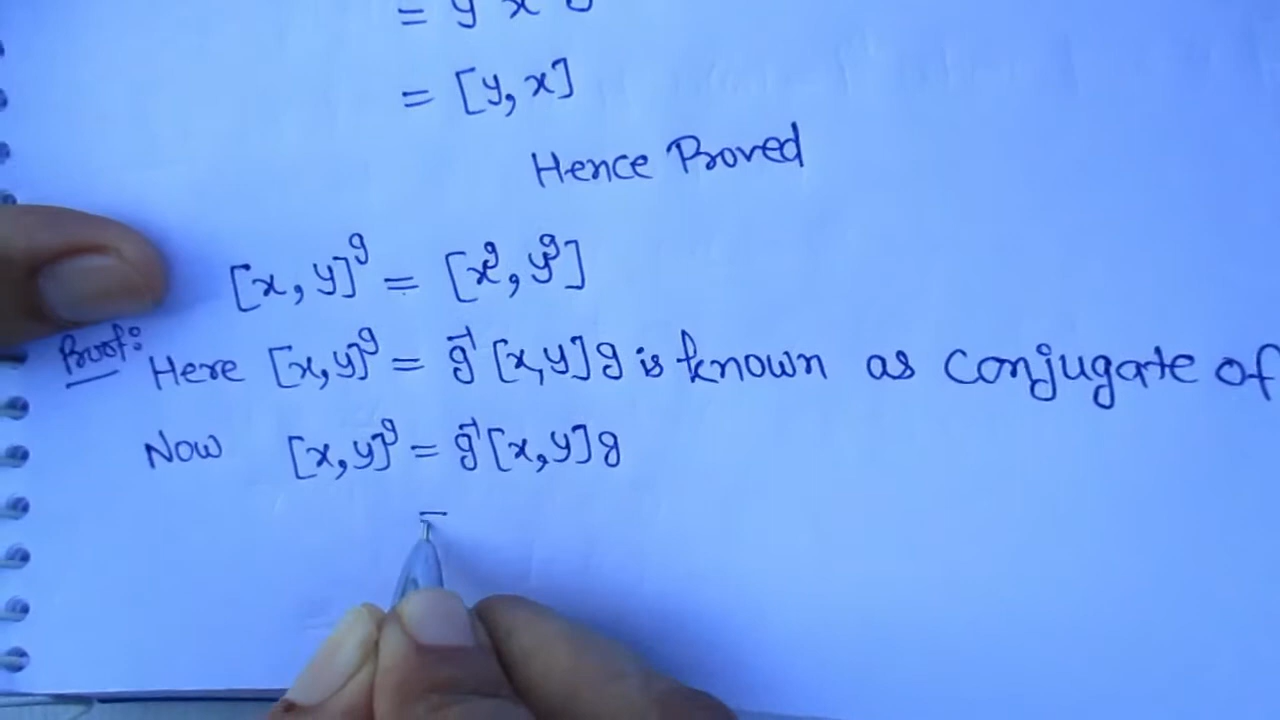 = [y, x]
Hence Proved
[x, y]^g = [x^g, y^g]
Proof: Here [x,y]^g = g^-1 [x,y] g is known as conjugate of
Now [x,y]^g = g^-1 [x,y] g